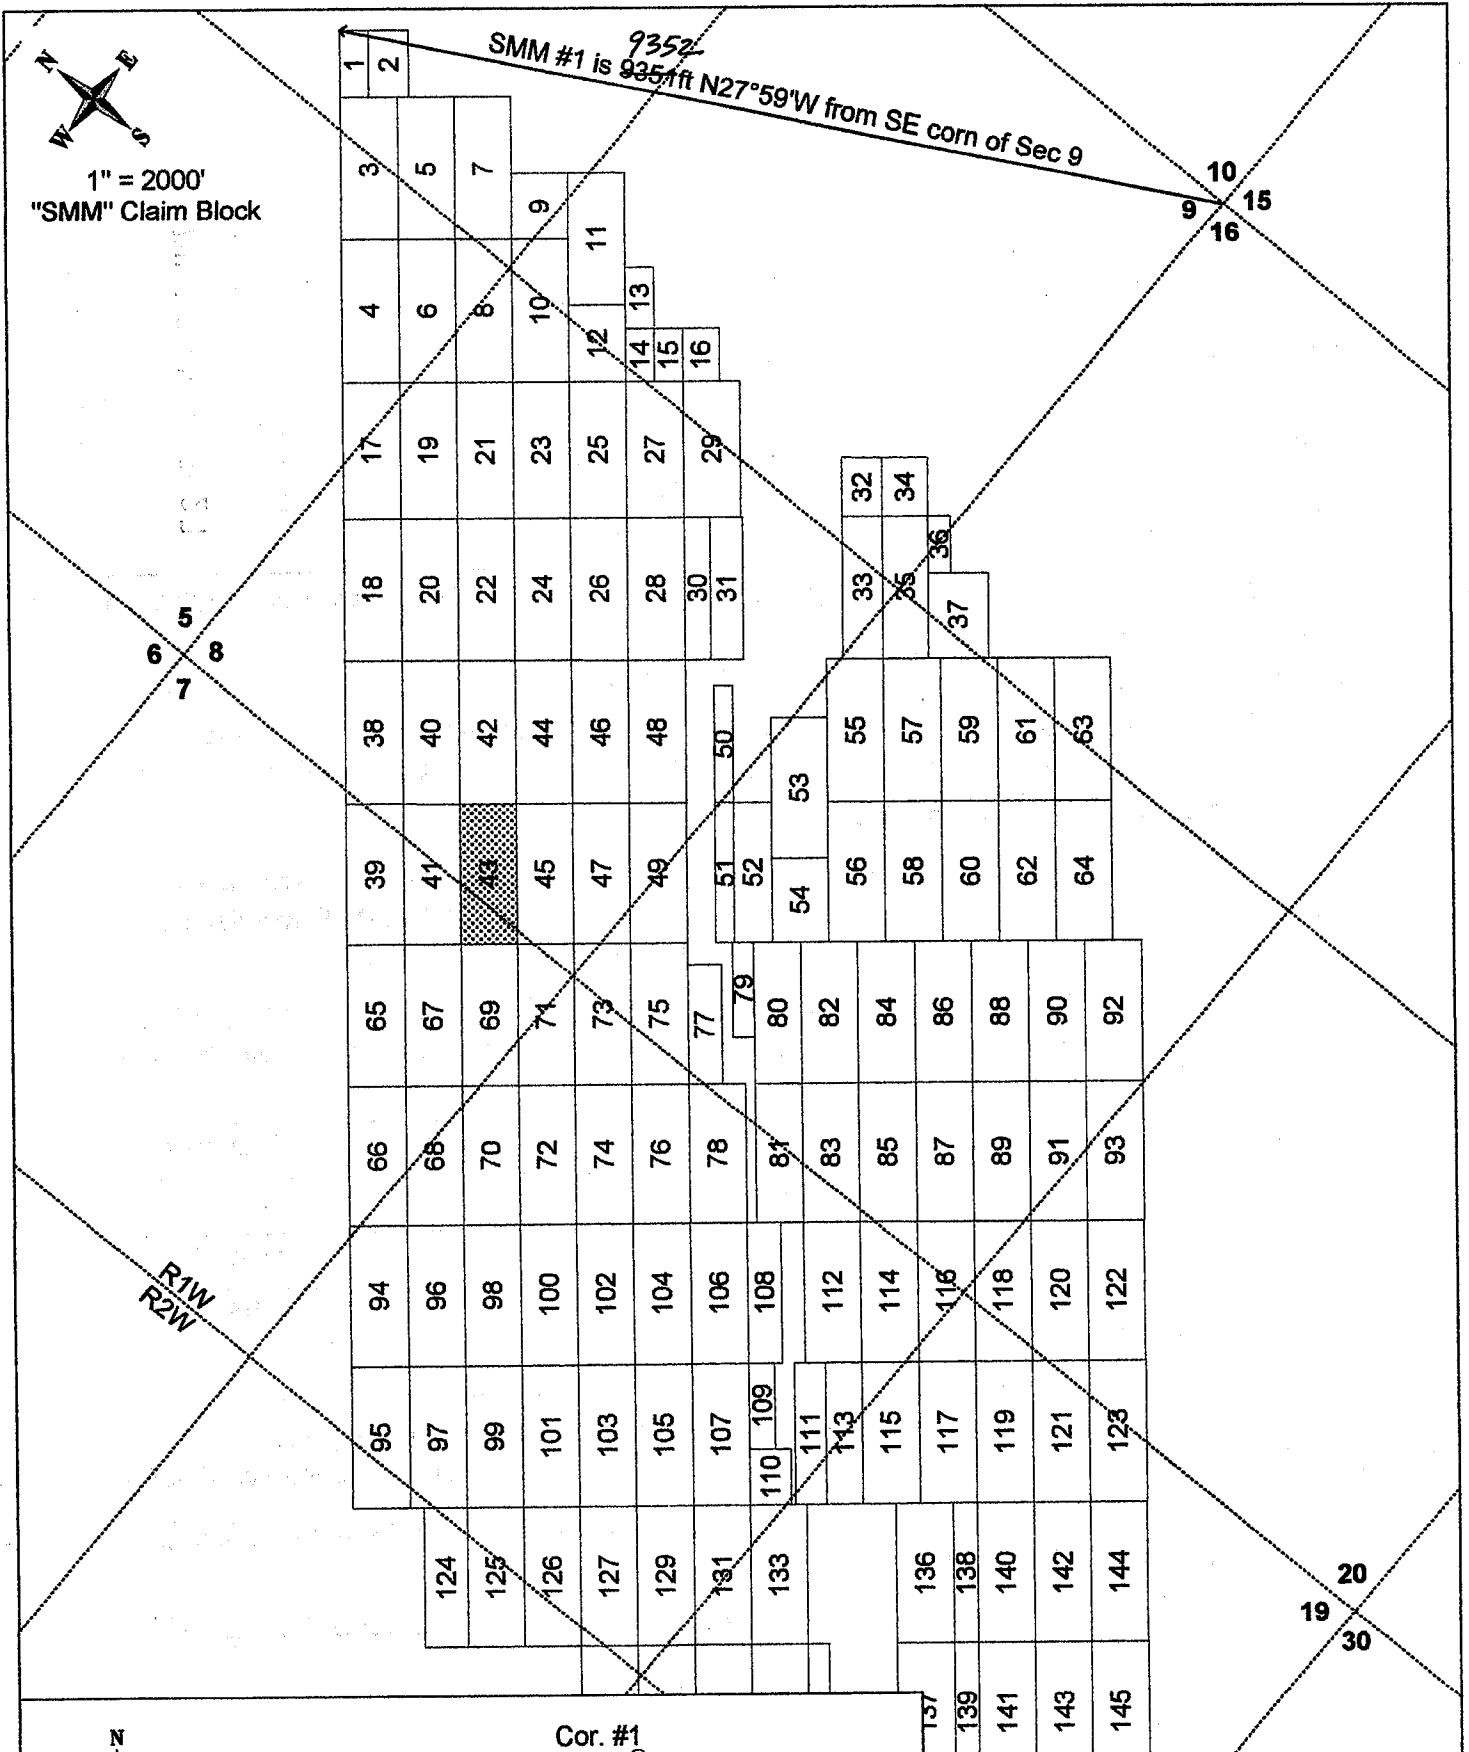 N E
W S
1" = 2000'
"SMM" Claim Block
9352
SMM #1 is 9351ft N27°59'W from SE corn of Sec 9
10
9 15
16
1 2
3 5 7
9 11
4 6 8 10 12 13
14 15 16
17 19 21 23 25 27 29
32 34
18 20 22 24 26 28 30 31 33 35 36
37
5
6 8
7
38 40 42 44 46 48 50 53 55 57 59 61 63
39 41 43 45 47 49 51 52 54 56 58 60 62 64
65 67 69 71 73 75 77 79 80 82 84 86 88 90 92
66 68 70 72 74 76 78 81 83 85 87 89 91 93
R1W
R2W
94 96 98 100 102 104 106 108 112 114 116 118 120 122
95 97 99 101 103 105 107 109 111 113 115 117 119 121 123
110
124 125 126 127 129 131 133 136 138 140 142 144
20
19
30
137 139 141 143 145
N
Cor. #1